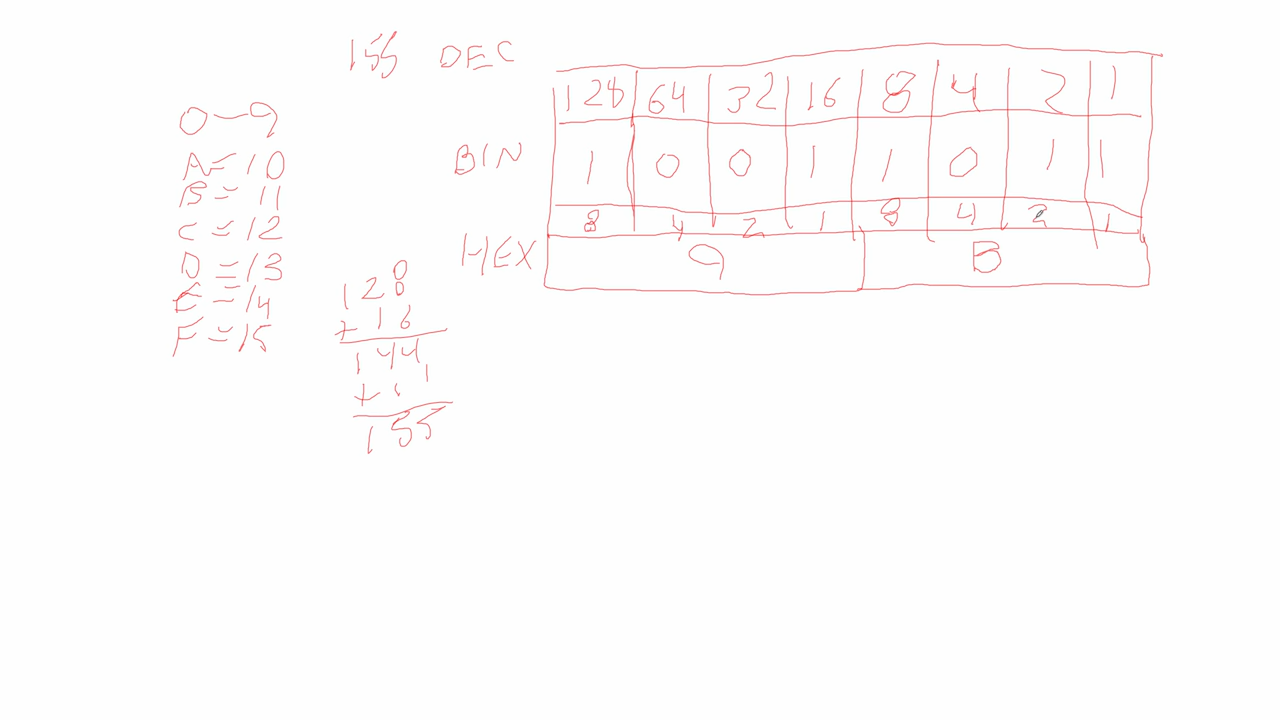 155 DEC
128 64 32 16 8 4 2 1
0-9
A=10
B=11
C=12
D=13
E=14
F=15
BIN 1 0 0 1 1 0 1 1
8 4 2 1 8 4 2 1
HEX 9 B
128
+ 16
144
155